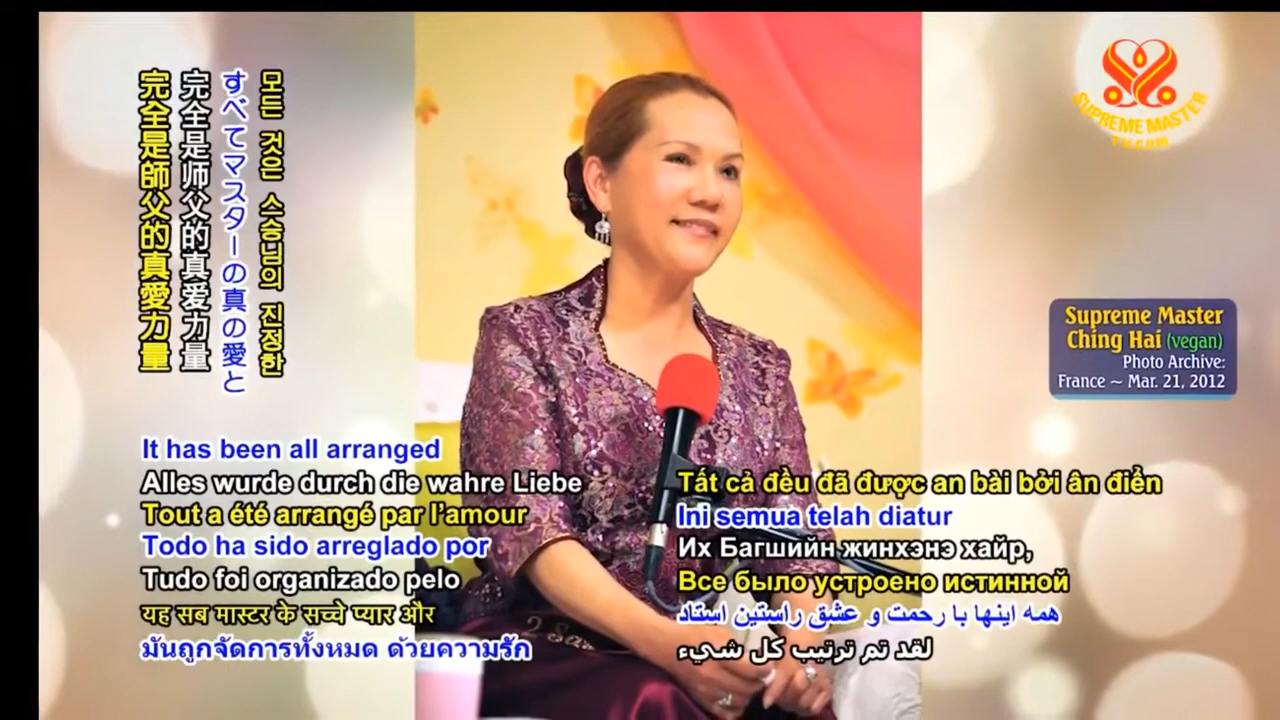 完全是師父的真愛力量
完全是师父的真爱力量
すべてマスターの真の愛と
모든 것은 스승님의 진정한
SUPREME MASTER
TV.com
Supreme Master
Ching Hai (vegan)
Photo Archive:
France ~ Mar. 21, 2012
It has been all arranged
Alles wurde durch die wahre Liebe
Tout a été arrangé par l'amour
Todo ha sido arreglado por
Tudo foi organizado pelo
यह सब मास्टर के सच्चे प्यार और
มันถูกจัดการทั้งหมด ด้วยความรัก
Tất cả đều đã được an bài bởi ân điển
Ini semua telah diatur
Их Багшийн жинхэнэ хайр,
Все было устроено истинной
همه اینها با رحمت و عشق راستین استاد
لقد تم ترتيب كل شيء